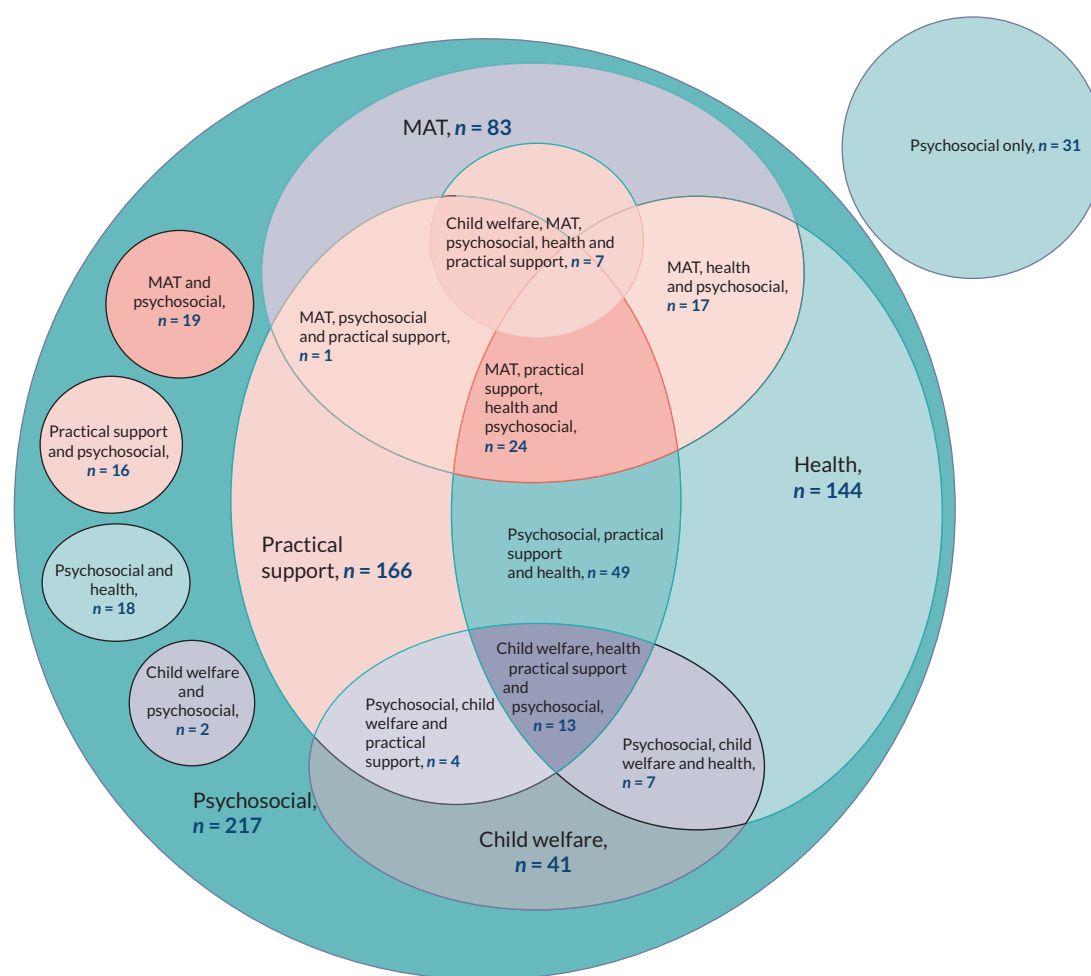 MAT, n = 83
Psychosocial only, n = 31
Child welfare, MAT,
psychosocial, health and
practical support, n = 7
MAT, health
and psychosocial,
n = 17
MAT and
psychosocial,
n = 19
MAT, psychosocial
and practical support,
n = 1
MAT, practical
support,
health and
psychosocial,
n = 24
Practical support
and psychosocial,
n = 16
Health,
n = 144
Practical
support, n = 166
Psychosocial, practical
support
and health, n = 49
Psychosocial and
health,
n = 18
Child welfare and
psychosocial,
n = 2
Child welfare, health
practical support
and
psychosocial,
n = 13
Psychosocial, child
welfare and
practical
support, n = 4
Psychosocial, child
welfare and health,
n = 7
Psychosocial,
n = 217
Child welfare,
n = 41